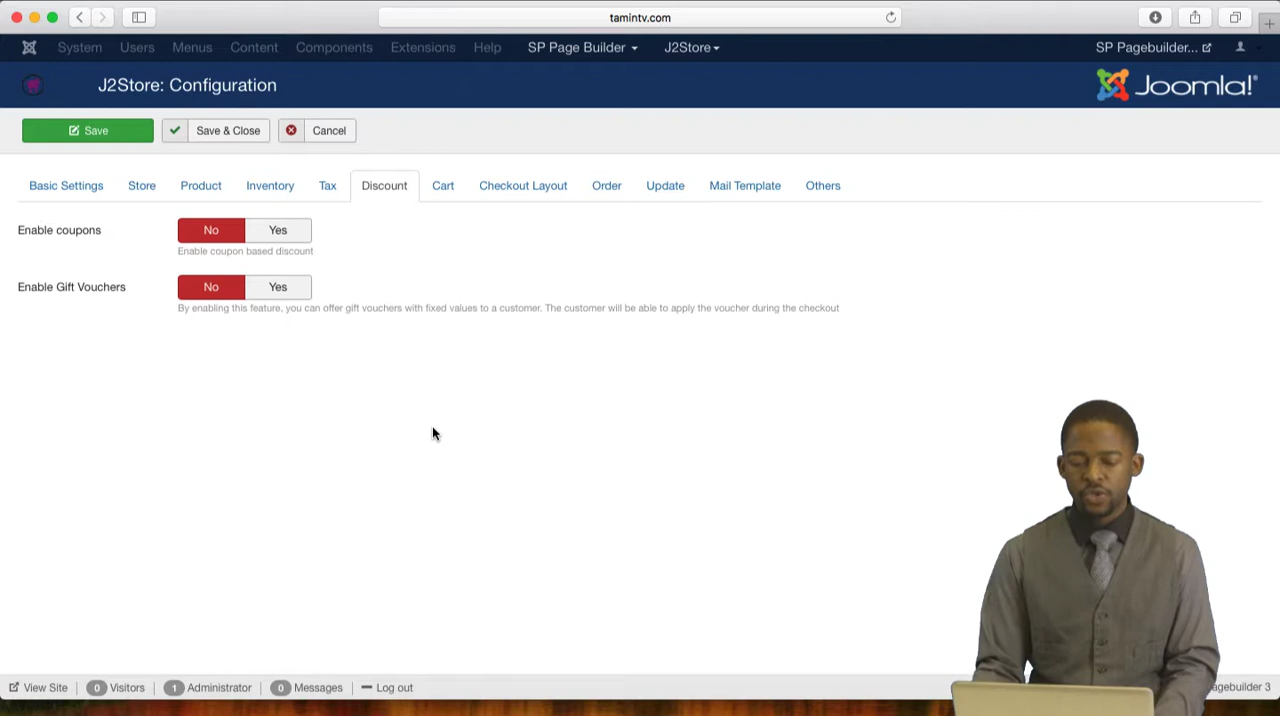 tamintv.com
System Users Menus Content Components Extensions Help SP Page Builder J2Store SP Pagebuilder...
J2Store: Configuration
Joomla!
Save Save & Close Cancel
Basic Settings Store Product Inventory Tax Discount Cart Checkout Layout Order Update Mail Template Others
Enable coupons No Yes
Enable coupon based discount
Enable Gift Vouchers No Yes
By enabling this feature, you can offer gift vouchers with fixed values to a customer. The customer will be able to apply the voucher during the checkout
View Site 0 Visitors 1 Administrator 0 Messages Log out agebuilder 3